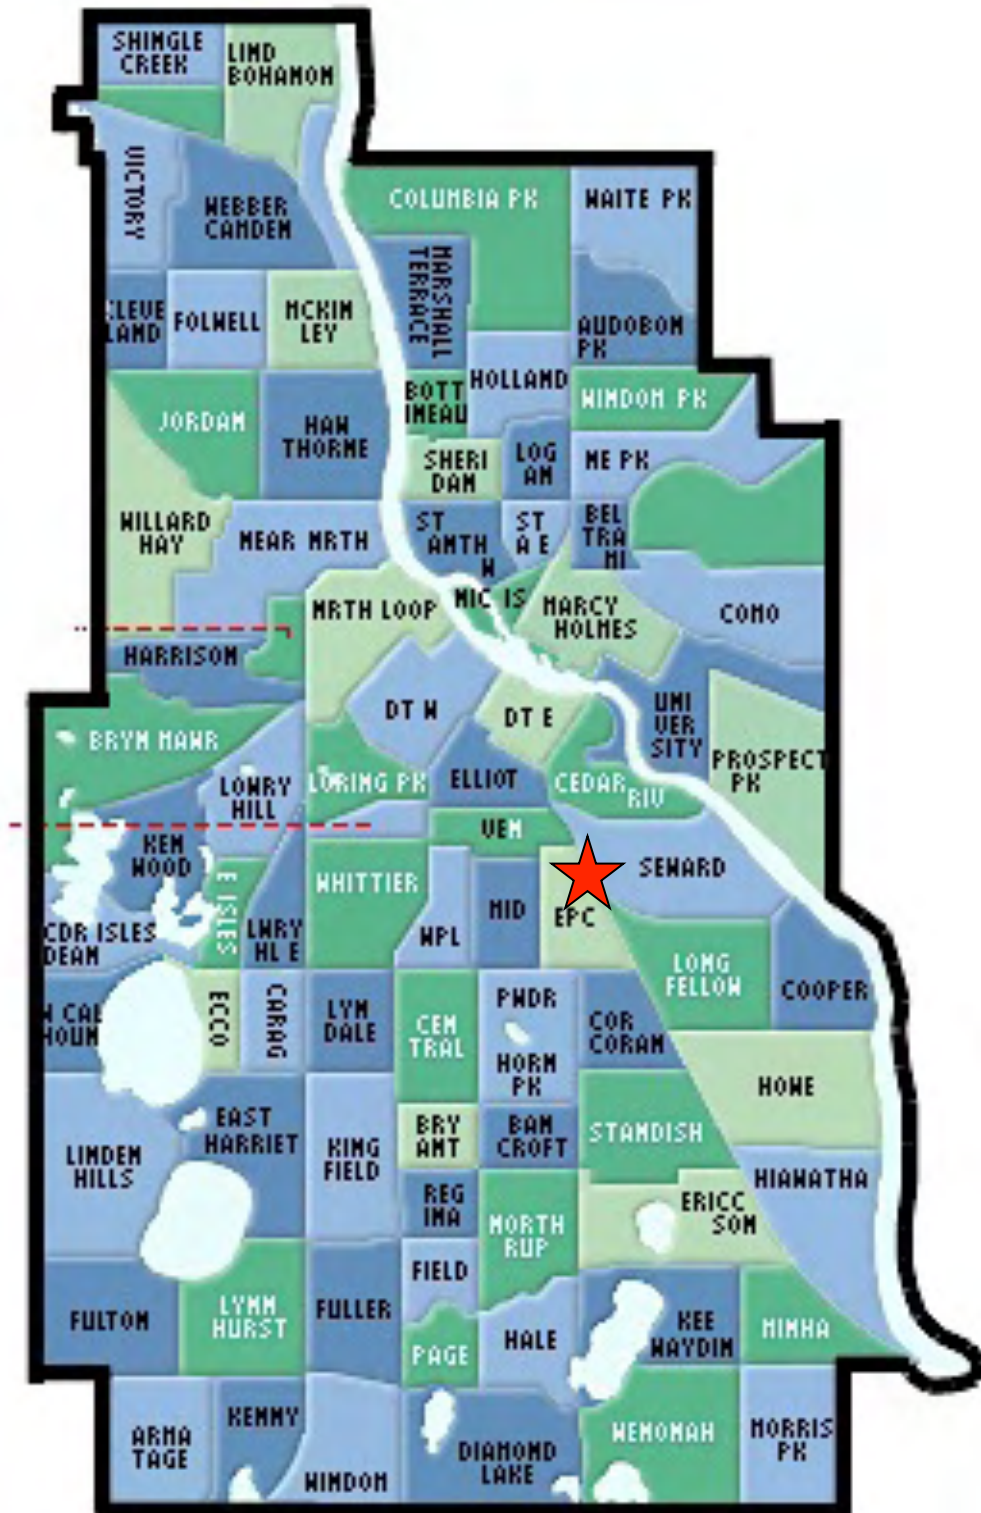 SHINGLE
CREEK
LIND
BOHANON
VICTORY
WEBBER
CAMDEN
COLUMBIA PK
WAITE PK
MARSHALL
TERRACE
CLEVE
LAND
FOLWELL
MCKIN
LEY
AUDOBON
PK
HOLLAND
BOTT
INEAU
WINDOM PK
JORDAN
HAW
THORNE
SHERI
DAN
LOG
AN
NE PK
WILLARD
HAY
NEAR NRTH
ST
ANTH
W
ST
A E
BEL
TRA
MI
NRTH LOOP
NIC IS
MARCY
HOLMES
COMO
HARRISON
BRYN MAWR
DT W
DT E
UNI
VER
SITY
PROSPECT
PK
LOWRY
HILL
LORING PK
ELLIOT
CEDAR
RIV
KEN
WOOD
VEN
SEWARD
E ISLES
WHITTIER
CDR ISLES
DEAN
LWRY
HL E
WPL
MID
EPC
LONG
FELLOW
COOPER
W CAL
HOUN
ECCO
CARAG
LYN
DALE
CEN
TRAL
PWDR
HORN
PK
COR
CORAN
HOWE
LINDEN
HILLS
EAST
HARRIET
KING
FIELD
BRY
ANT
BAN
CROFT
STANDISH
HIAWATHA
REG
INA
NORTH
RUP
ERICC
SON
FULTON
LYNN
HURST
FULLER
FIELD
PAGE
HALE
KEE
WAYDIN
MINHA
ARMA
TAGE
KENNY
WINDOM
DIAMOND
LAKE
WENONAH
MORRIS
PK